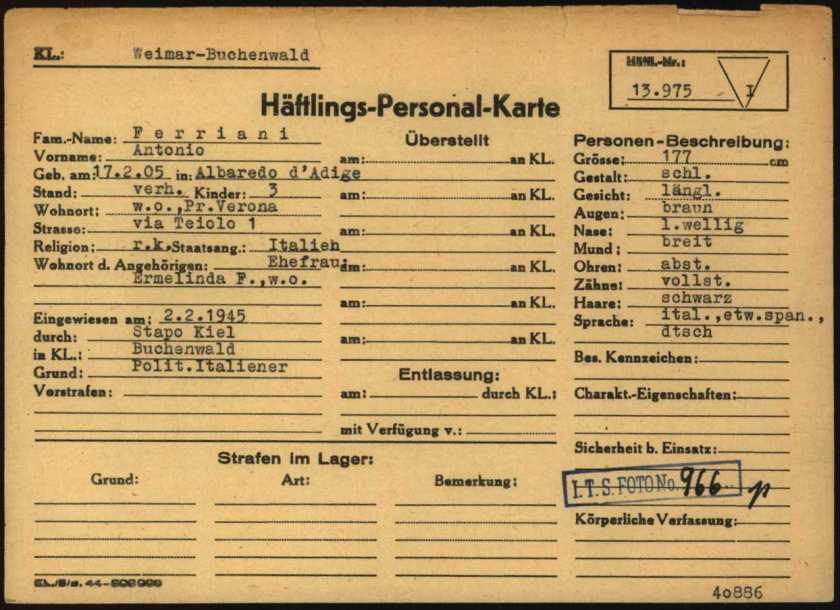 KL.: Weimar-Buchenwald
Häftl.-Nr.:
13.975 I
Häftlings-Personal-Karte
Fam.-Name: Ferriani
Vorname: Antonio
Geb. am: 17.2.05 in: Albaredo d'Adige
Stand: verh. Kinder: 3
Wohnort: w.o.,Pr.Verona
Strasse: via Teiolo 1
Religion: r.k. Staatsang.: Italien
Wohnort d. Angehörigen: Ehefrau:
Ermelinda F.,w.o.
Eingewiesen am: 2.2.1945
durch: Stapo Kiel
in KL.: Buchenwald
Grund: Polit.Italiener
Vorstrafen:
Überstellt
am: an KL.
am: an KL.
am: an KL.
am: an KL.
am: an KL.
am: an KL.
Entlassung:
am: durch KL.:
mit Verfügung v.:
Personen-Beschreibung:
Grösse: 177 cm
Gestalt: schl.
Gesicht: längl.
Augen: braun
Nase: l.wellig
Mund: breit
Ohren: abst.
Zähne: vollst.
Haare: schwarz
Sprache: ital.,etw.span.,
dtsch
Bes. Kennzeichen:
Charakt.-Eigenschaften:
Sicherheit b. Einsatz:
I.T.S. FOTO No. 966
Körperliche Verfassung:
Strafen im Lager:
Grund: Art: Bemerkung:
40886